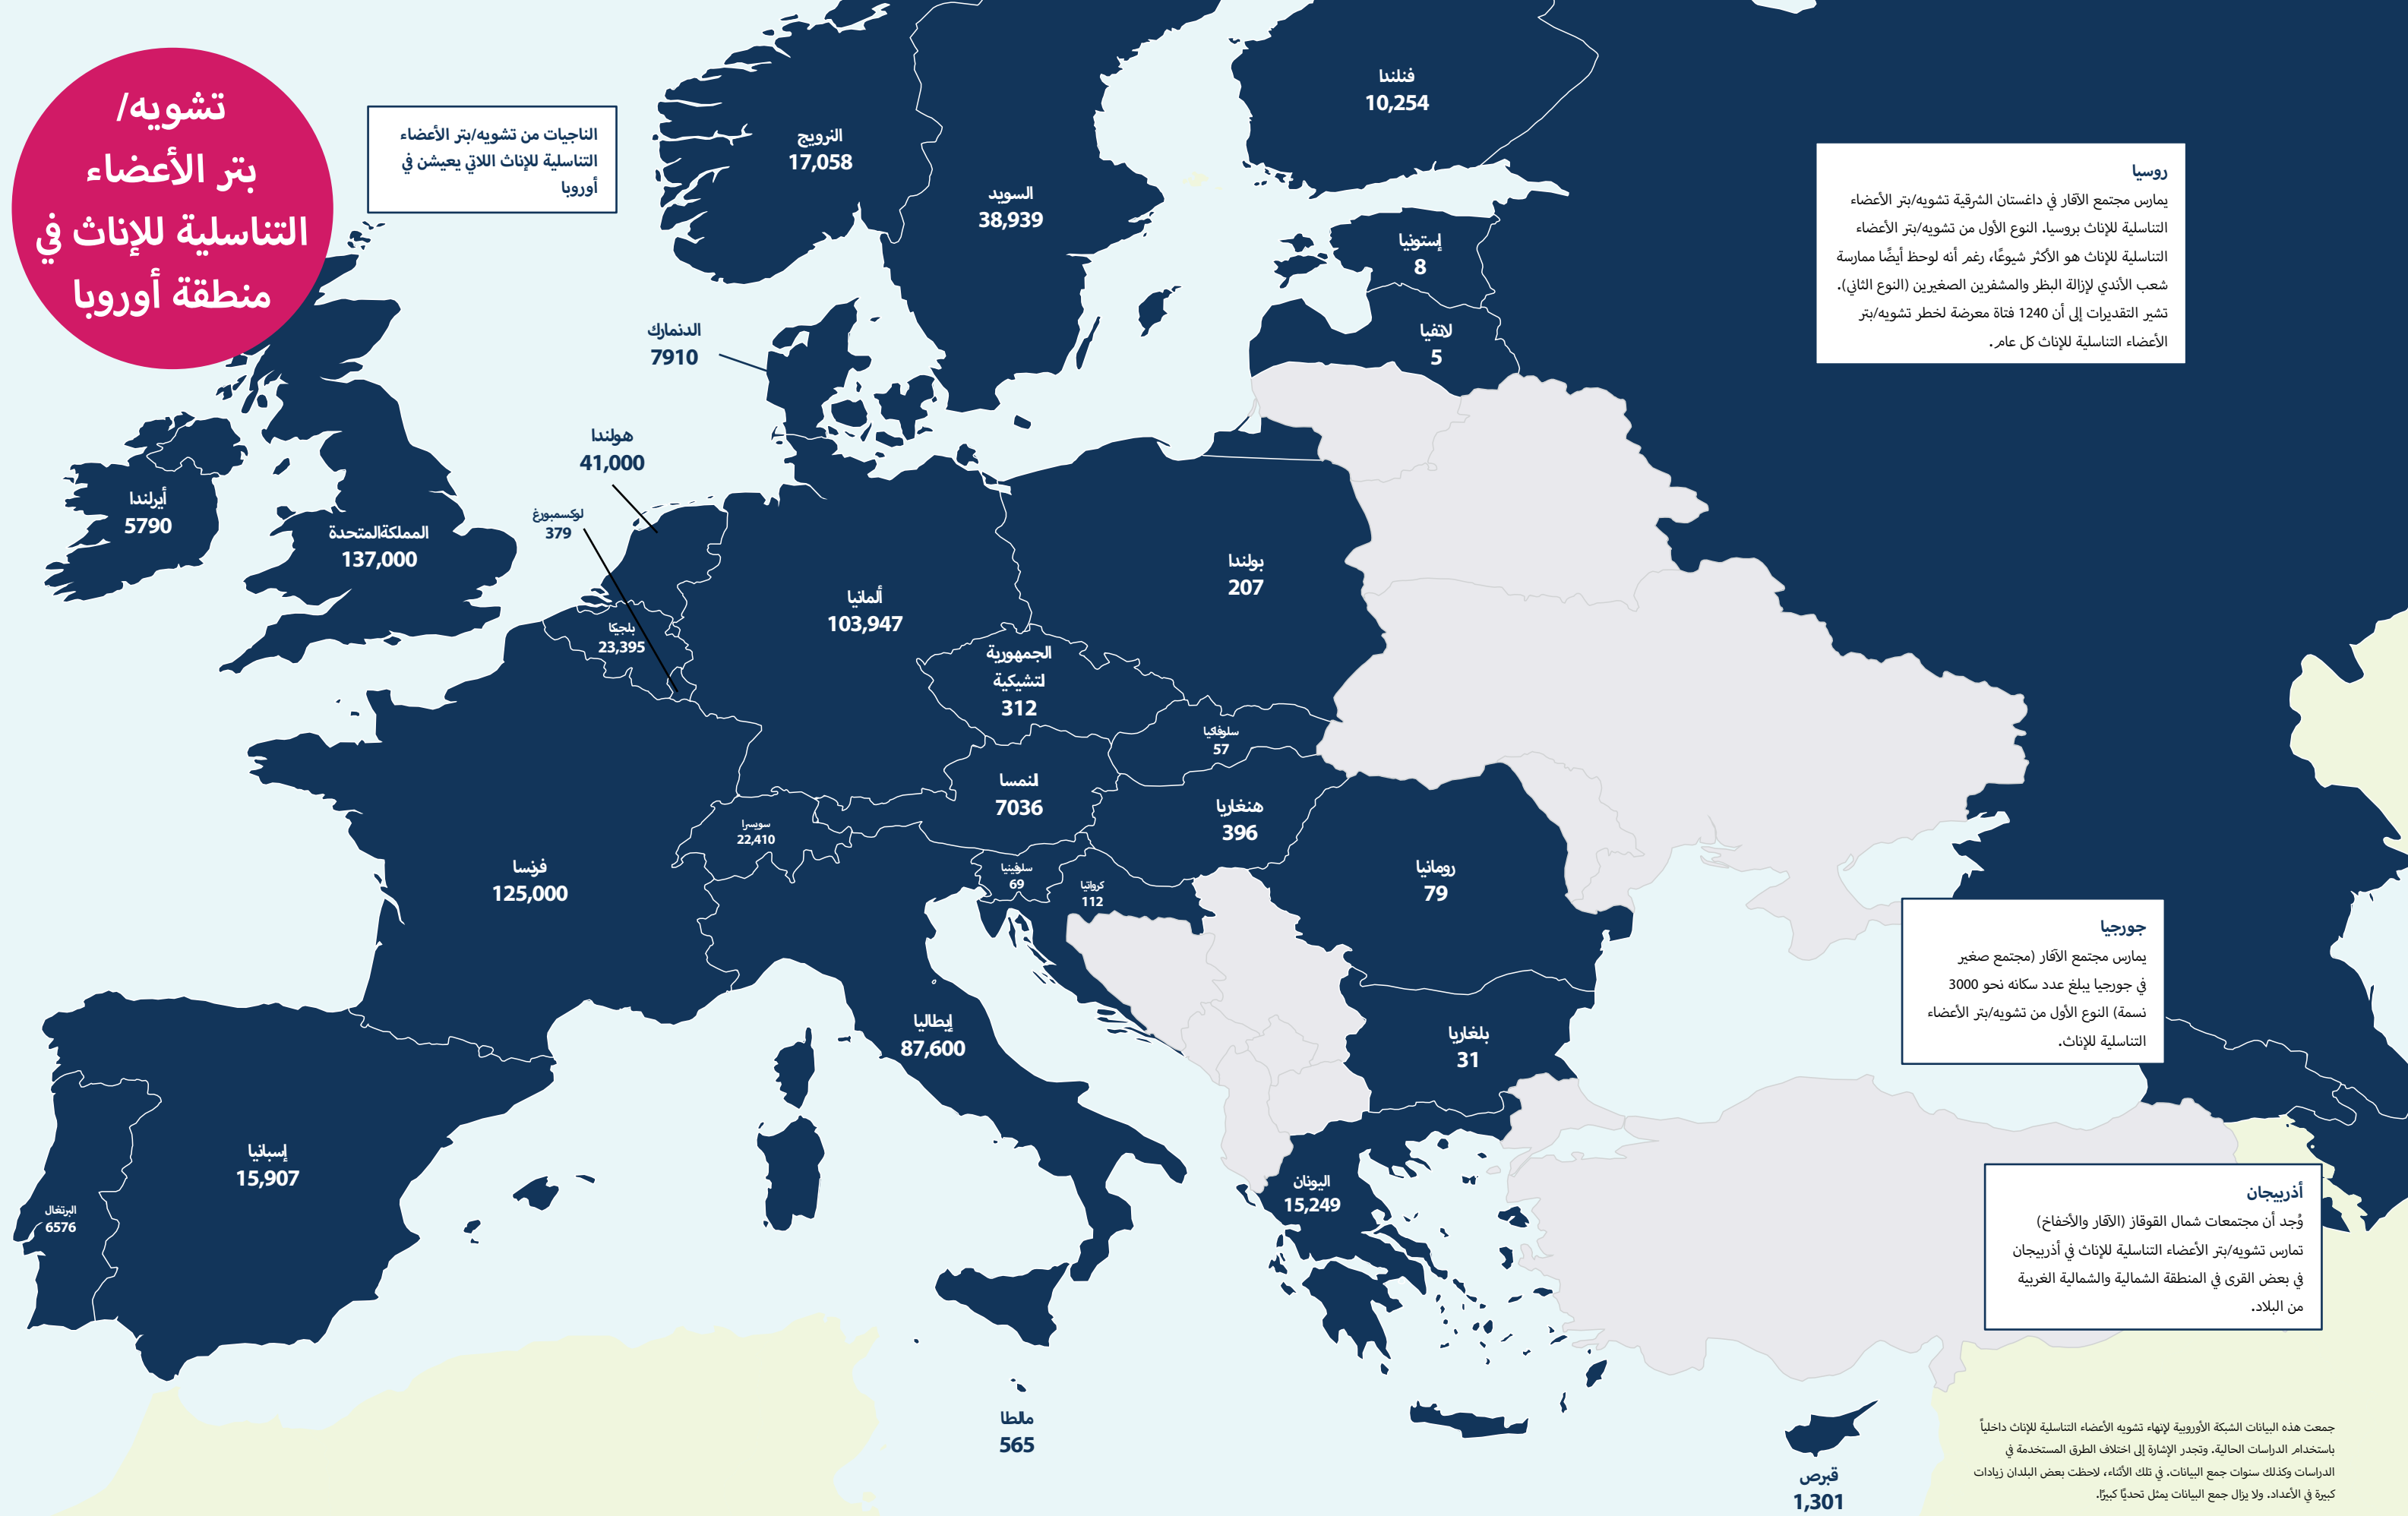 تشويه/
بتر الأعضاء
التناسلية للإناث في
منطقة أوروبا
الناجيات من تشويه/بتر الأعضاء
التناسلية للإناث اللاتي يعيشن في
أوروبا
فنلندا
10,254
النرويج
17,058
السويد
38,939
إستونيا
8
لاتفيا
5
الدنمارك
7910
هولندا
41,000
لوكسمبورغ
379
أيرلندا
5790
المملكةالمتحدة
137,000
بولندا
207
ألمانيا
103,947
بلجيكا
23,395
الجمهورية
لتشيكية
312
سلوفاكيا
57
النمسا
7036
هنغاريا
396
سويسرا
22,410
فرنسا
125,000
سلوفينيا
69
كرواتيا
112
رومانيا
79
إيطاليا
87,600
بلغاريا
31
إسبانيا
15,907
البرتغال
6576
اليونان
15,249
مالطا
565
قبرص
1,301
روسيا
يمارس مجتمع الآفار في داغستان الشرقية تشويه/بتر الأعضاء
التناسلية للإناث بروسيا. النوع الأول من تشويه/بتر الأعضاء
التناسلية للإناث هو الأكثر شيوعًا، رغم أنه لوحظ أيضًا ممارسة
شعب الأندي لإزالة البظر والمشفرين الصغيرين (النوع الثاني).
تشير التقديرات إلى أن 1240 فتاة معرضة لخطر تشويه/بتر
الأعضاء التناسلية للإناث كل عام.
جورجيا
يمارس مجتمع الآفار (مجتمع صغير
في جورجيا يبلغ عدد سكانه نحو 3000
نسمة) النوع الأول من تشويه/بتر الأعضاء
التناسلية للإناث.
أذربيجان
وُجد أن مجتمعات شمال القوقاز (الآفار والأخفاخ)
تمارس تشويه/بتر الأعضاء التناسلية للإناث في أذربيجان
في بعض القرى في المنطقة الشمالية والشمالية الغربية
من البلاد.
جمعت هذه البيانات الشبكة الأوروبية لإنهاء تشويه الأعضاء التناسلية للإناث داخلياً
باستخدام الدراسات الحالية. وتجدر الإشارة إلى اختلاف الطرق المستخدمة في
الدراسات وكذلك سنوات جمع البيانات. في تلك الأثناء، لاحظت بعض البلدان زيادات
كبيرة في الأعداد. ولا يزال جمع البيانات يمثل تحديًا كبيرًا.